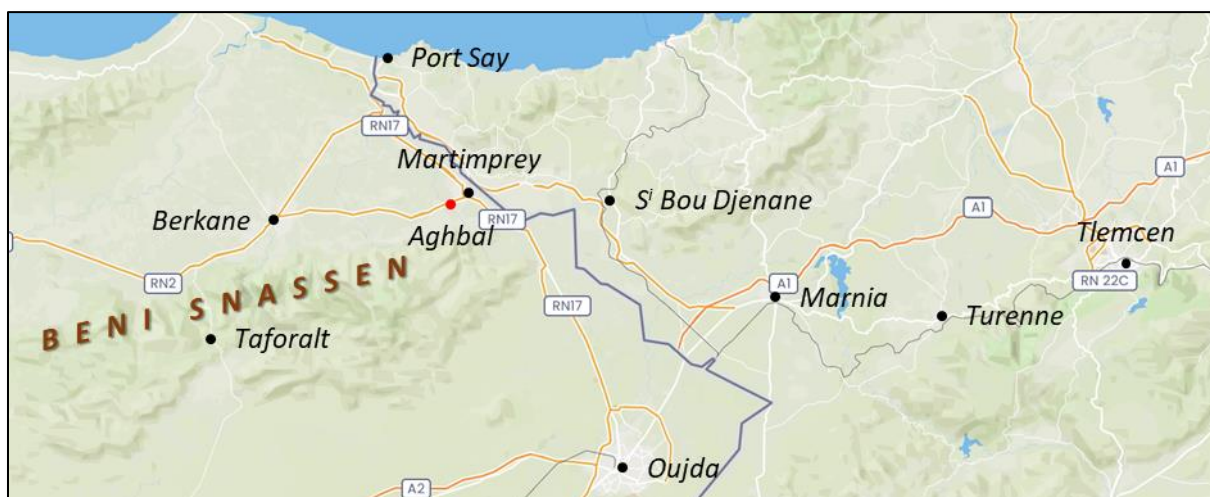 Port Say
RN17
Martimprey
A1
Berkane
Sⁱ Bou Djenane
A1
Aghbal
RN17
Tlemcen
BENI SNASSEN
RN2
A1
RN 22C
Marnia
RN17
Turenne
Taforalt
Oujda
A2